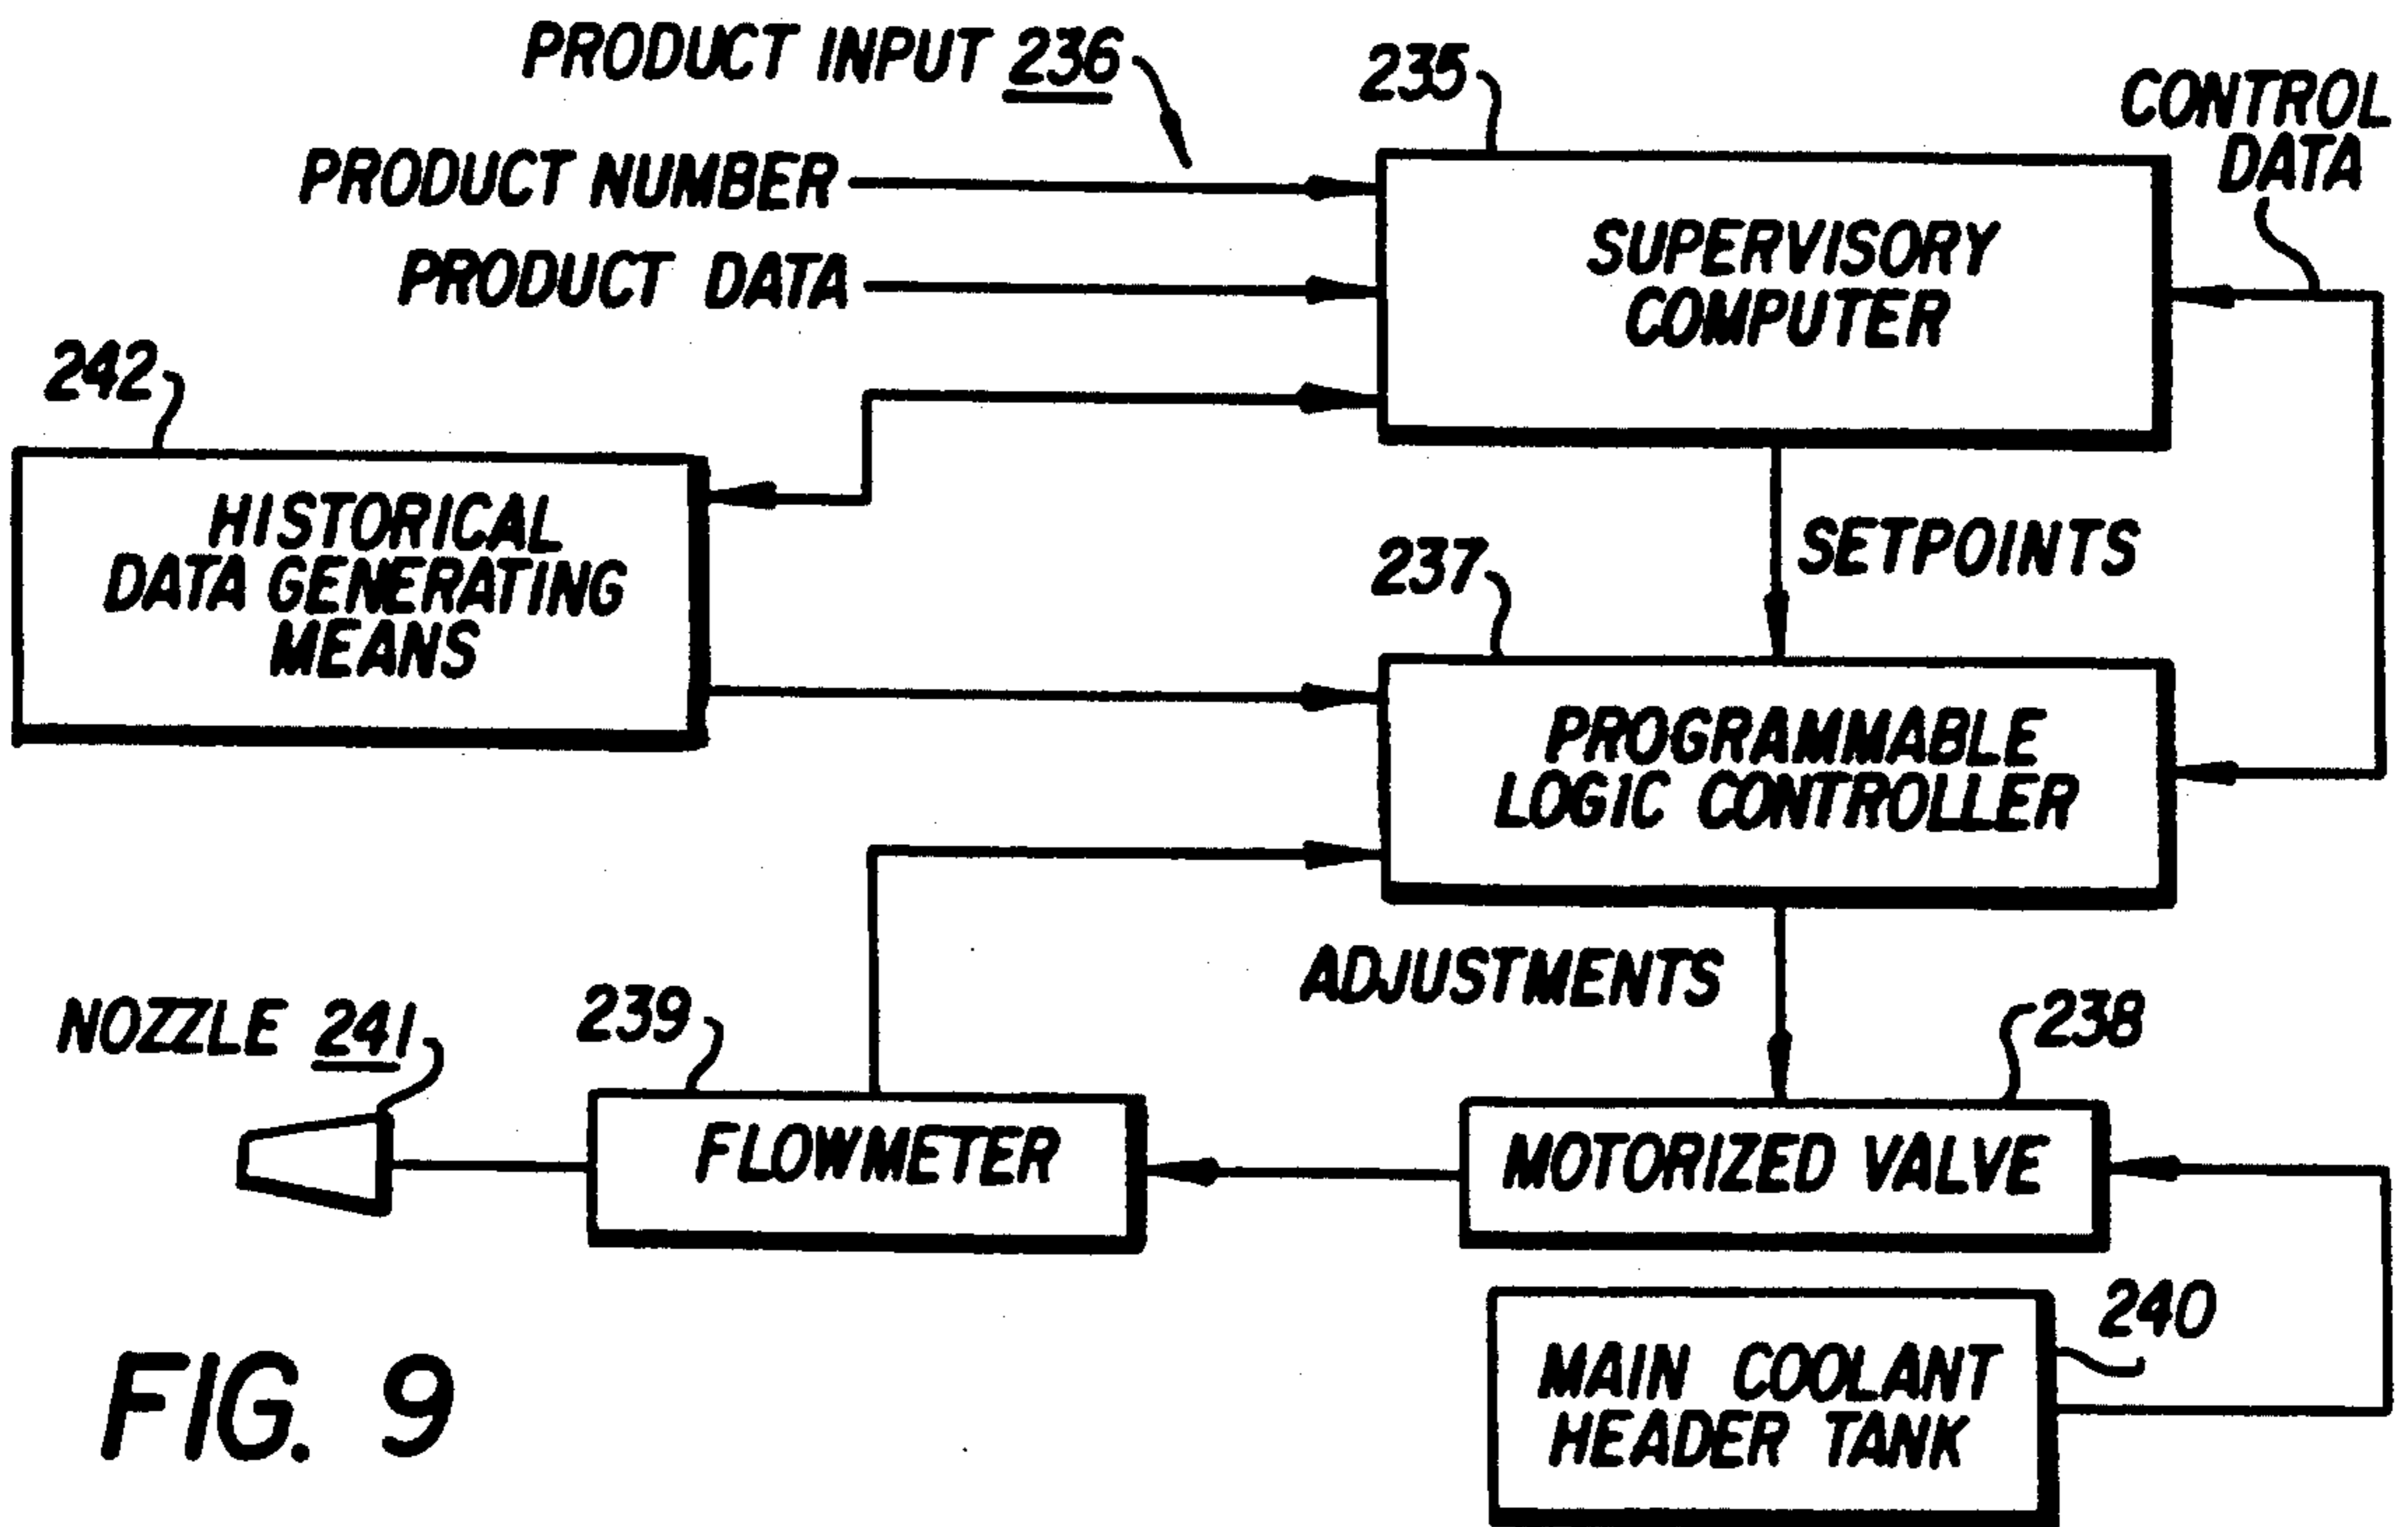 PRODUCT INPUT 236
235
CONTROL
DATA
PRODUCT NUMBER
PRODUCT DATA
SUPERVISORY
COMPUTER
242
HISTORICAL
DATA GENERATING
MEANS
SETPOINTS
237
PROGRAMMABLE
LOGIC CONTROLLER
ADJUSTMENTS
NOZZLE 241
239
238
FLOWMETER
MOTORIZED VALVE
240
MAIN COOLANT
HEADER TANK
FIG. 9